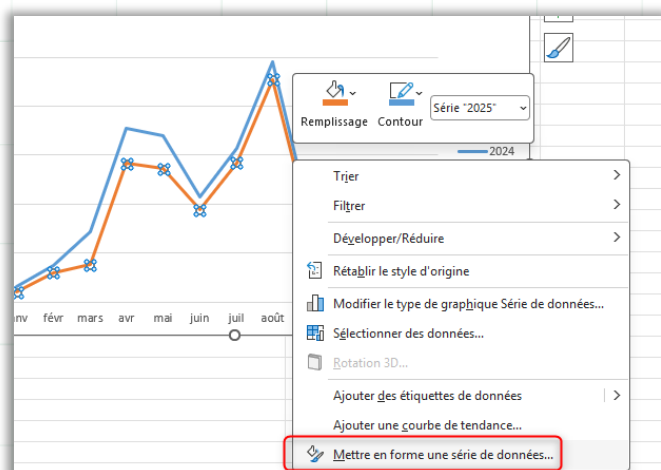 Remplissage Contour Série "2025"
2024
Trier
Filtrer
Développer/Réduire
Rétablir le style d'origine
Modifier le type de graphique Série de données...
Sélectionner des données...
Rotation 3D...
Ajouter des étiquettes de données
Ajouter une courbe de tendance...
Mettre en forme une série de données...
févr mars avr mai juin juil août